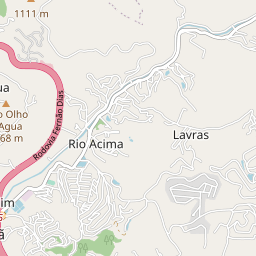 1111 m
ua
o Olho
Agua
68 m
Rodovia Fernão Dias
Rio Acima
Lavras
im
ã